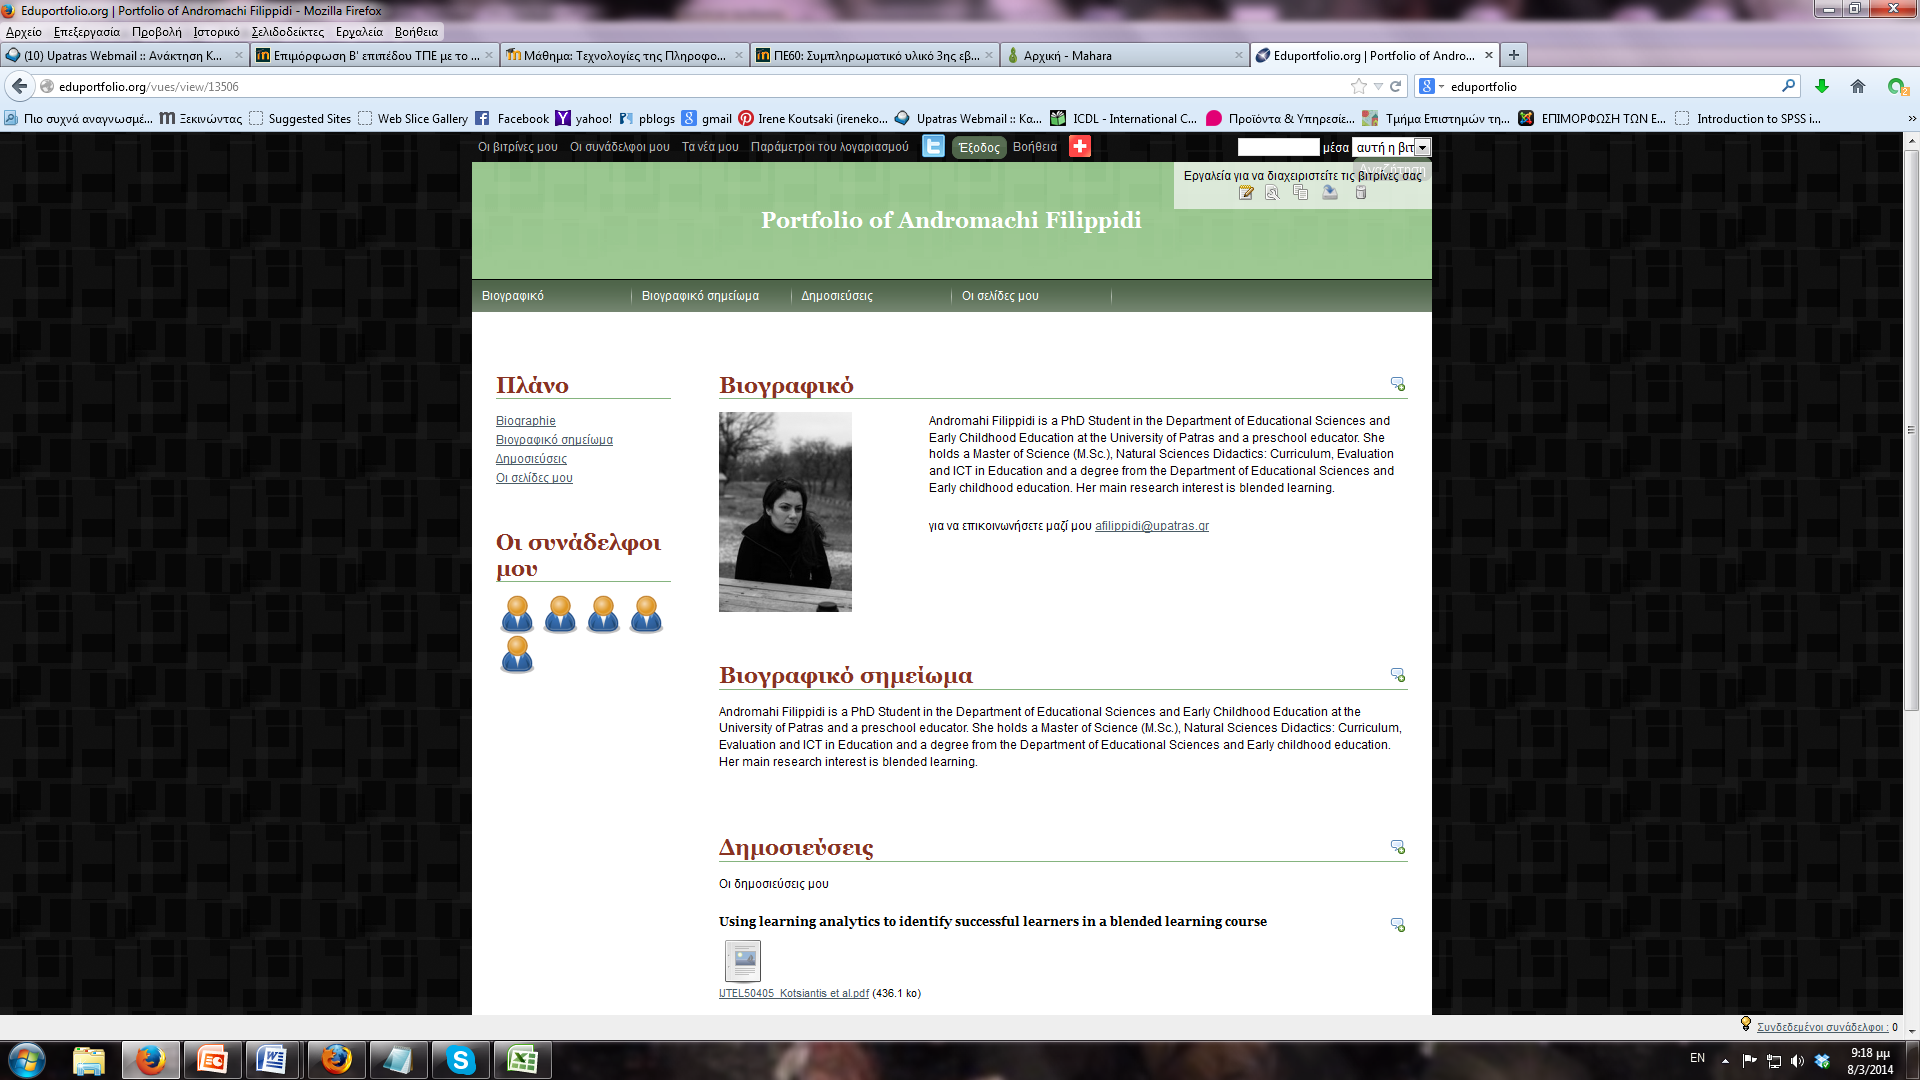 Eduportfolio.org | Portfolio of Andromachi Filippidi - Mozilla Firefox
Αρχείο Επεξεργασία Προβολή Ιστορικό Σελιδοδείκτες Εργαλεία Βοήθεια
(10) Upatras Webmail :: Ανάκτηση Κ... Επιμόρφωση Β' επιπέδου ΤΠΕ με το ... Μάθημα: Τεχνολογίες της Πληροφο... ΠΕ60: Συμπληρωματικό υλικό 3ης εβ... Αρχική - Mahara Eduportfolio.org | Portfolio of Andro...
eduportfolio.org/vues/view/13506 eduportfolio
Πιο συχνά αναγνωσμέ... Ξεκινώντας Suggested Sites Web Slice Gallery Facebook yahoo! pblogs gmail Irene Koutsaki (ireneko... Upatras Webmail :: Κα... ICDL - International C... Προϊόντα & Υπηρεσίε... Τμήμα Επιστημών τη... ΕΠΙΜΟΡΦΩΣΗ ΤΩΝ Ε... Introduction to SPSS i...
Οι βιτρίνες μου Οι συνάδελφοι μου Τα νέα μου Παράμετροι του λογαριασμού Έξοδος Βοήθεια μέσα αυτή η βιτ
Αναζήτηση
Εργαλεία για να διαχειριστείτε τις βιτρίνες σας
Portfolio of Andromachi Filippidi
Βιογραφικό Βιογραφικό σημείωμα Δημοσιεύσεις Οι σελίδες μου
Πλάνο
Biographie
Βιογραφικό σημείωμα
Δημοσιεύσεις
Οι σελίδες μου
Οι συνάδελφοι
μου
Βιογραφικό
Andromahi Filippidi is a PhD Student in the Department of Educational Sciences and
Early Childhood Education at the University of Patras and a preschool educator. She
holds a Master of Science (M.Sc.), Natural Sciences Didactics: Curriculum, Evaluation
and ICT in Education and a degree from the Department of Educational Sciences and
Early childhood education. Her main research interest is blended learning.
για να επικοινωνήσετε μαζί μου afilippidi@upatras.gr
Βιογραφικό σημείωμα
Andromahi Filippidi is a PhD Student in the Department of Educational Sciences and Early Childhood Education at the
University of Patras and a preschool educator. She holds a Master of Science (M.Sc.), Natural Sciences Didactics: Curriculum,
Evaluation and ICT in Education and a degree from the Department of Educational Sciences and Early childhood education.
Her main research interest is blended learning.
Δημοσιεύσεις
Οι δημοσιεύσεις μου
Using learning analytics to identify successful learners in a blended learning course
IJTEL50405_Kotsiantis et al.pdf (436.1 ko)
Συνδεδεμένοι συνάδελφοι : 0
EN
9:18 μμ
8/3/2014